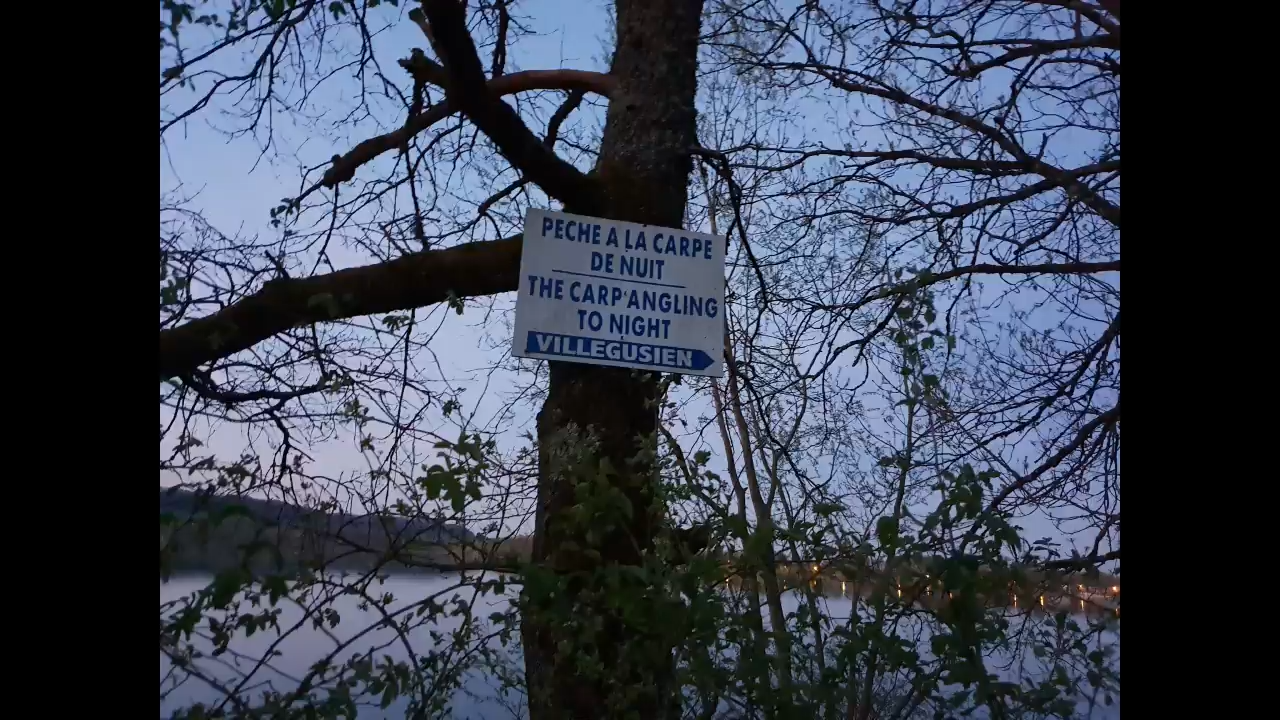 PECHE A LA CARPE
DE NUIT
THE CARP'ANGLING
TO NIGHT
VILLEGUSIEN